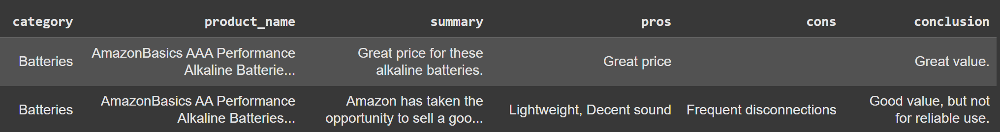 category product_name summary pros cons conclusion
Batteries AmazonBasics AAA Performance Alkaline Batterie... Great price for these alkaline batteries. Great price Great value.
Batteries AmazonBasics AA Performance Alkaline Batteries... Amazon has taken the opportunity to sell a goo... Lightweight, Decent sound Frequent disconnections Good value, but not for reliable use.